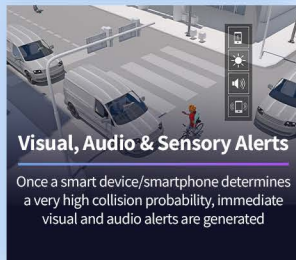 Visual, Audio & Sensory Alerts
Once a smart device/smartphone determines
a very high collision probability, immediate
visual and audio alerts are generated